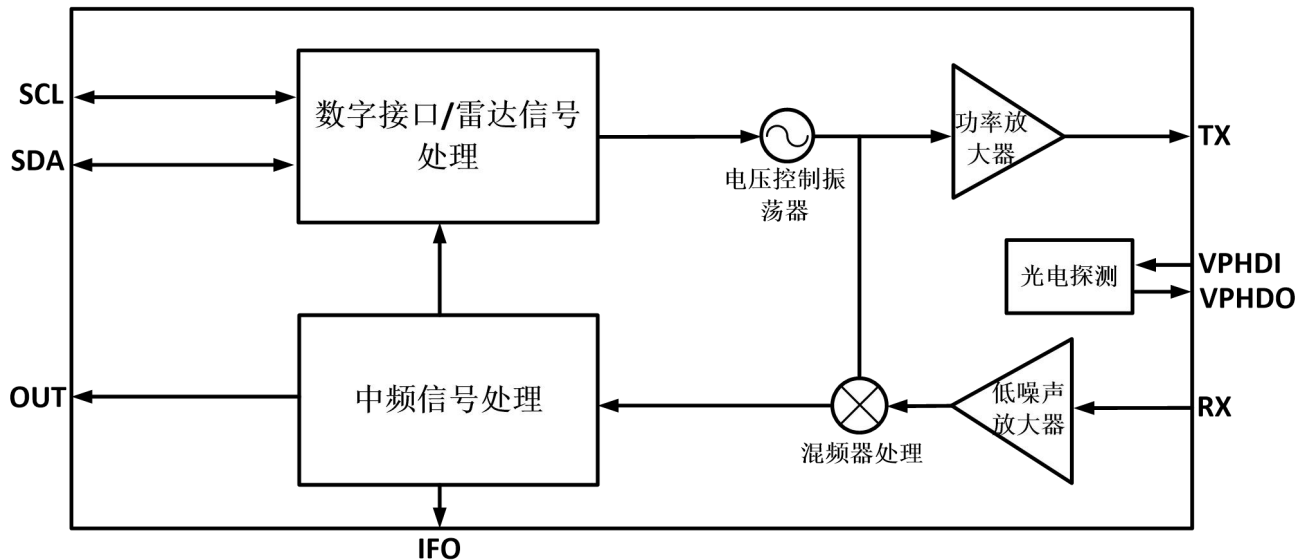 SCL
SDA
数字接口/雷达信号
处理
电压控制振
荡器
功率放
大器
TX
光电探测
VPHDI
VPHDO
OUT
中频信号处理
混频器处理
低噪声
放大器
RX
IFO